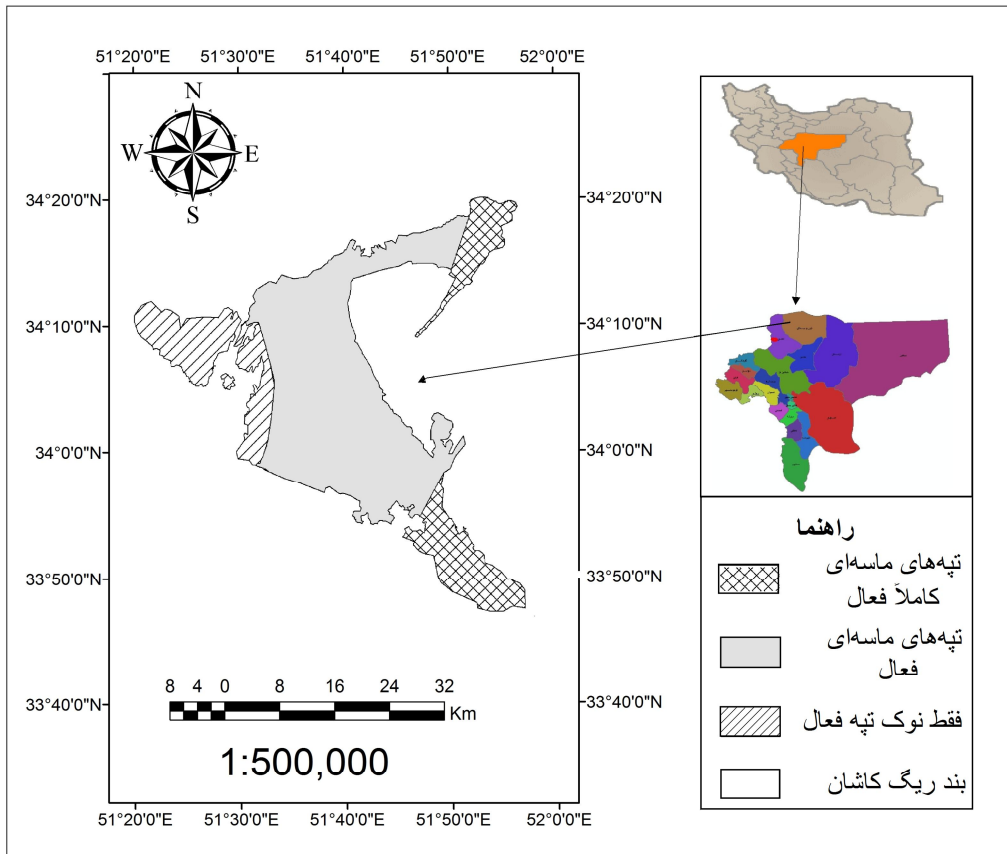 51°20'0"E 51°30'0"E 51°40'0"E 51°50'0"E 52°0'0"E
N
W E
S
34°20'0"N 34°20'0"N
34°10'0"N 34°10'0"N
34°0'0"N 34°0'0"N
33°50'0"N 33°50'0"N
33°40'0"N 33°40'0"N
8 4 0 8 16 24 32
Km
1:500,000
51°20'0"E 51°30'0"E 51°40'0"E 51°50'0"E 52°0'0"E
راهنما
تپه‌های ماسه‌ای
کاملاً فعال
تپه‌های ماسه‌ای
فعال
فقط نوک تپه فعال
بند ریگ کاشان